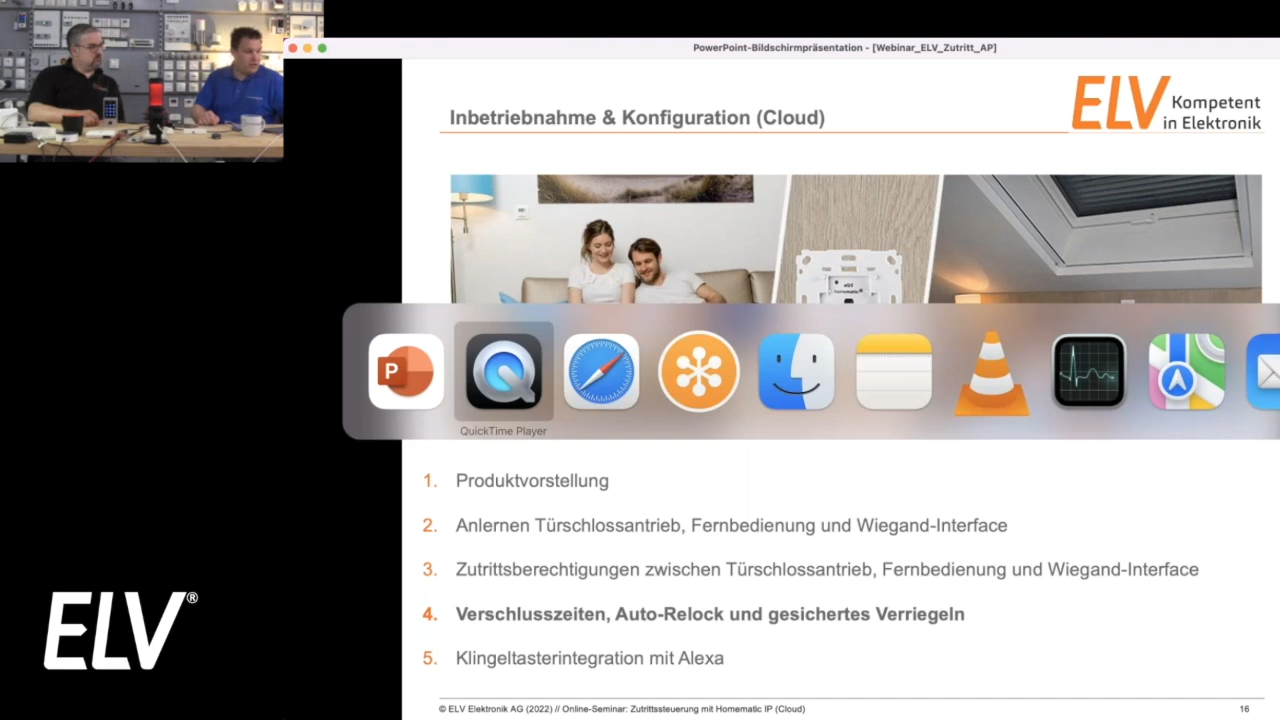 PowerPoint-Bildschirmpräsentation - [Webinar_ELV_Zutritt_AP]
Inbetriebnahme & Konfiguration (Cloud)
ELV Kompetent
in Elektronik
QuickTime Player
1. Produktvorstellung
2. Anlernen Türschlossantrieb, Fernbedienung und Wiegand-Interface
3. Zutrittsberechtigungen zwischen Türschlossantrieb, Fernbedienung und Wiegand-Interface
4. Verschlusszeiten, Auto-Relock und gesichertes Verriegeln
5. Klingeltasterintegration mit Alexa
ELV®
© ELV Elektronik AG (2022) // Online-Seminar: Zutrittssteuerung mit Homematic IP (Cloud)
16